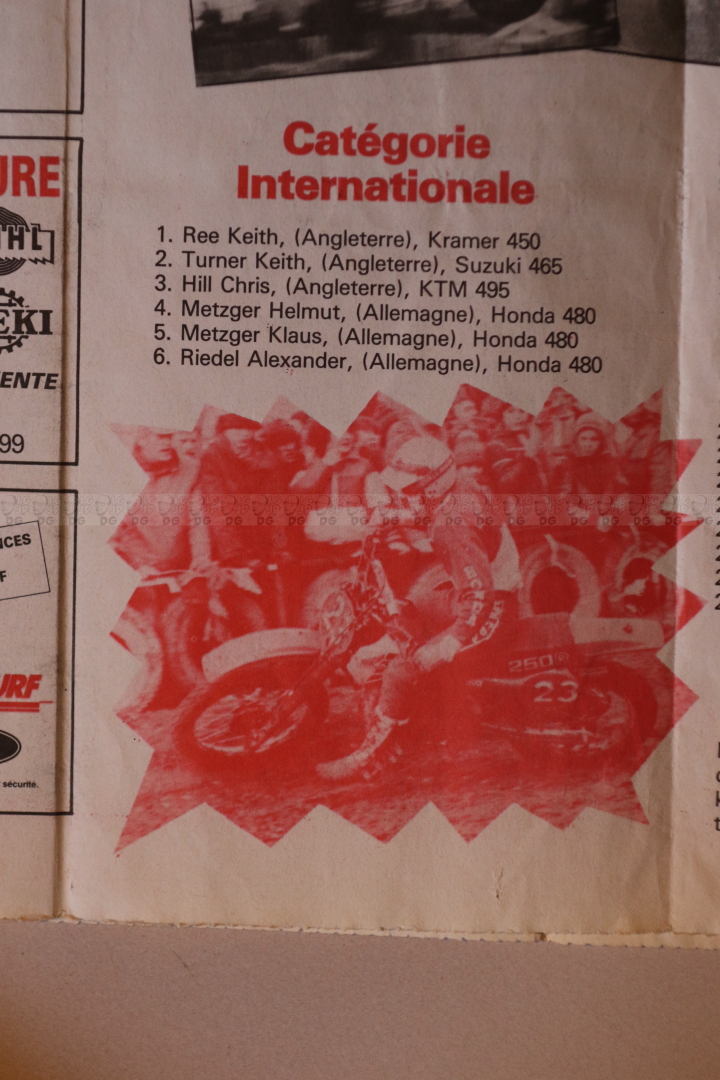 Catégorie
Internationale
1. Ree Keith, (Angleterre), Kramer 450
2. Turner Keith, (Angleterre), Suzuki 465
3. Hill Chris, (Angleterre), KTM 495
4. Metzger Helmut, (Allemagne), Honda 480
5. Metzger Klaus, (Allemagne), Honda 480
6. Riedel Alexander, (Allemagne), Honda 480
250
23
URE
HL
EKI
ENTE
99
NCES
F
URF
sécurité.